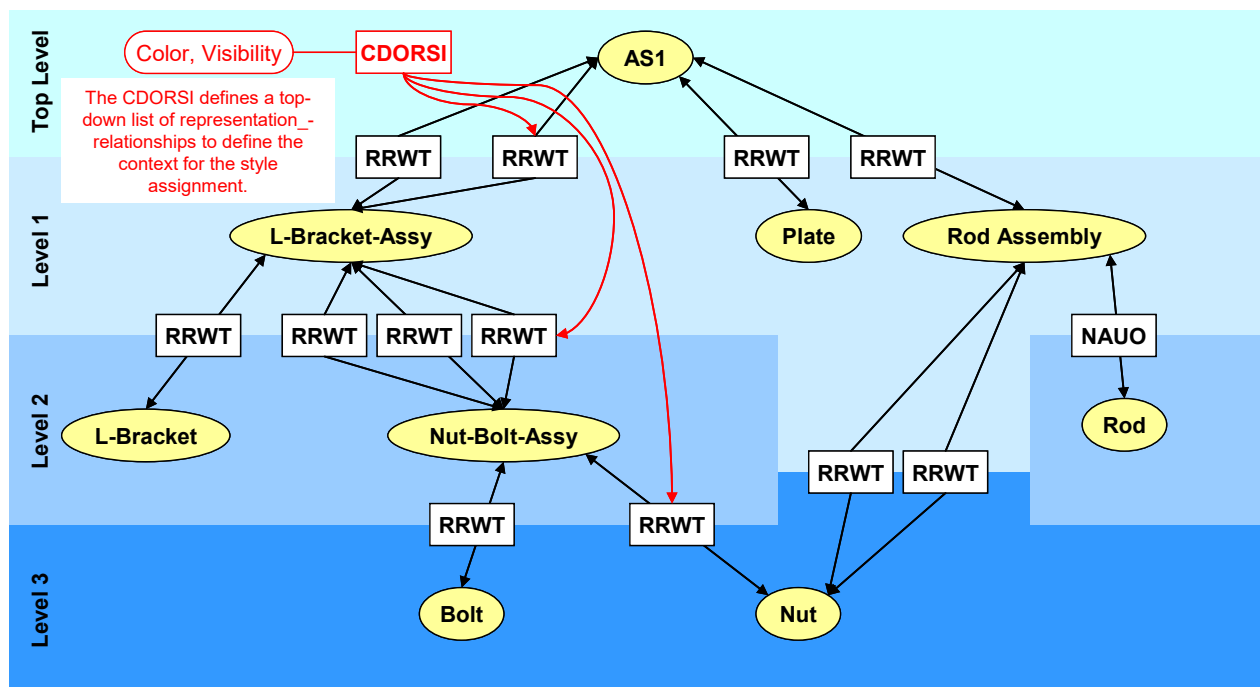 Top Level
Color, Visibility
CDORSI
AS1
The CDORSI defines a top-
down list of representation_-
relationships to define the
context for the style
assignment.
RRWT
RRWT
RRWT
RRWT
Level 1
L-Bracket-Assy
Plate
Rod Assembly
RRWT
RRWT
RRWT
RRWT
NAUO
Level 2
L-Bracket
Nut-Bolt-Assy
Rod
RRWT
RRWT
RRWT
RRWT
Level 3
Bolt
Nut